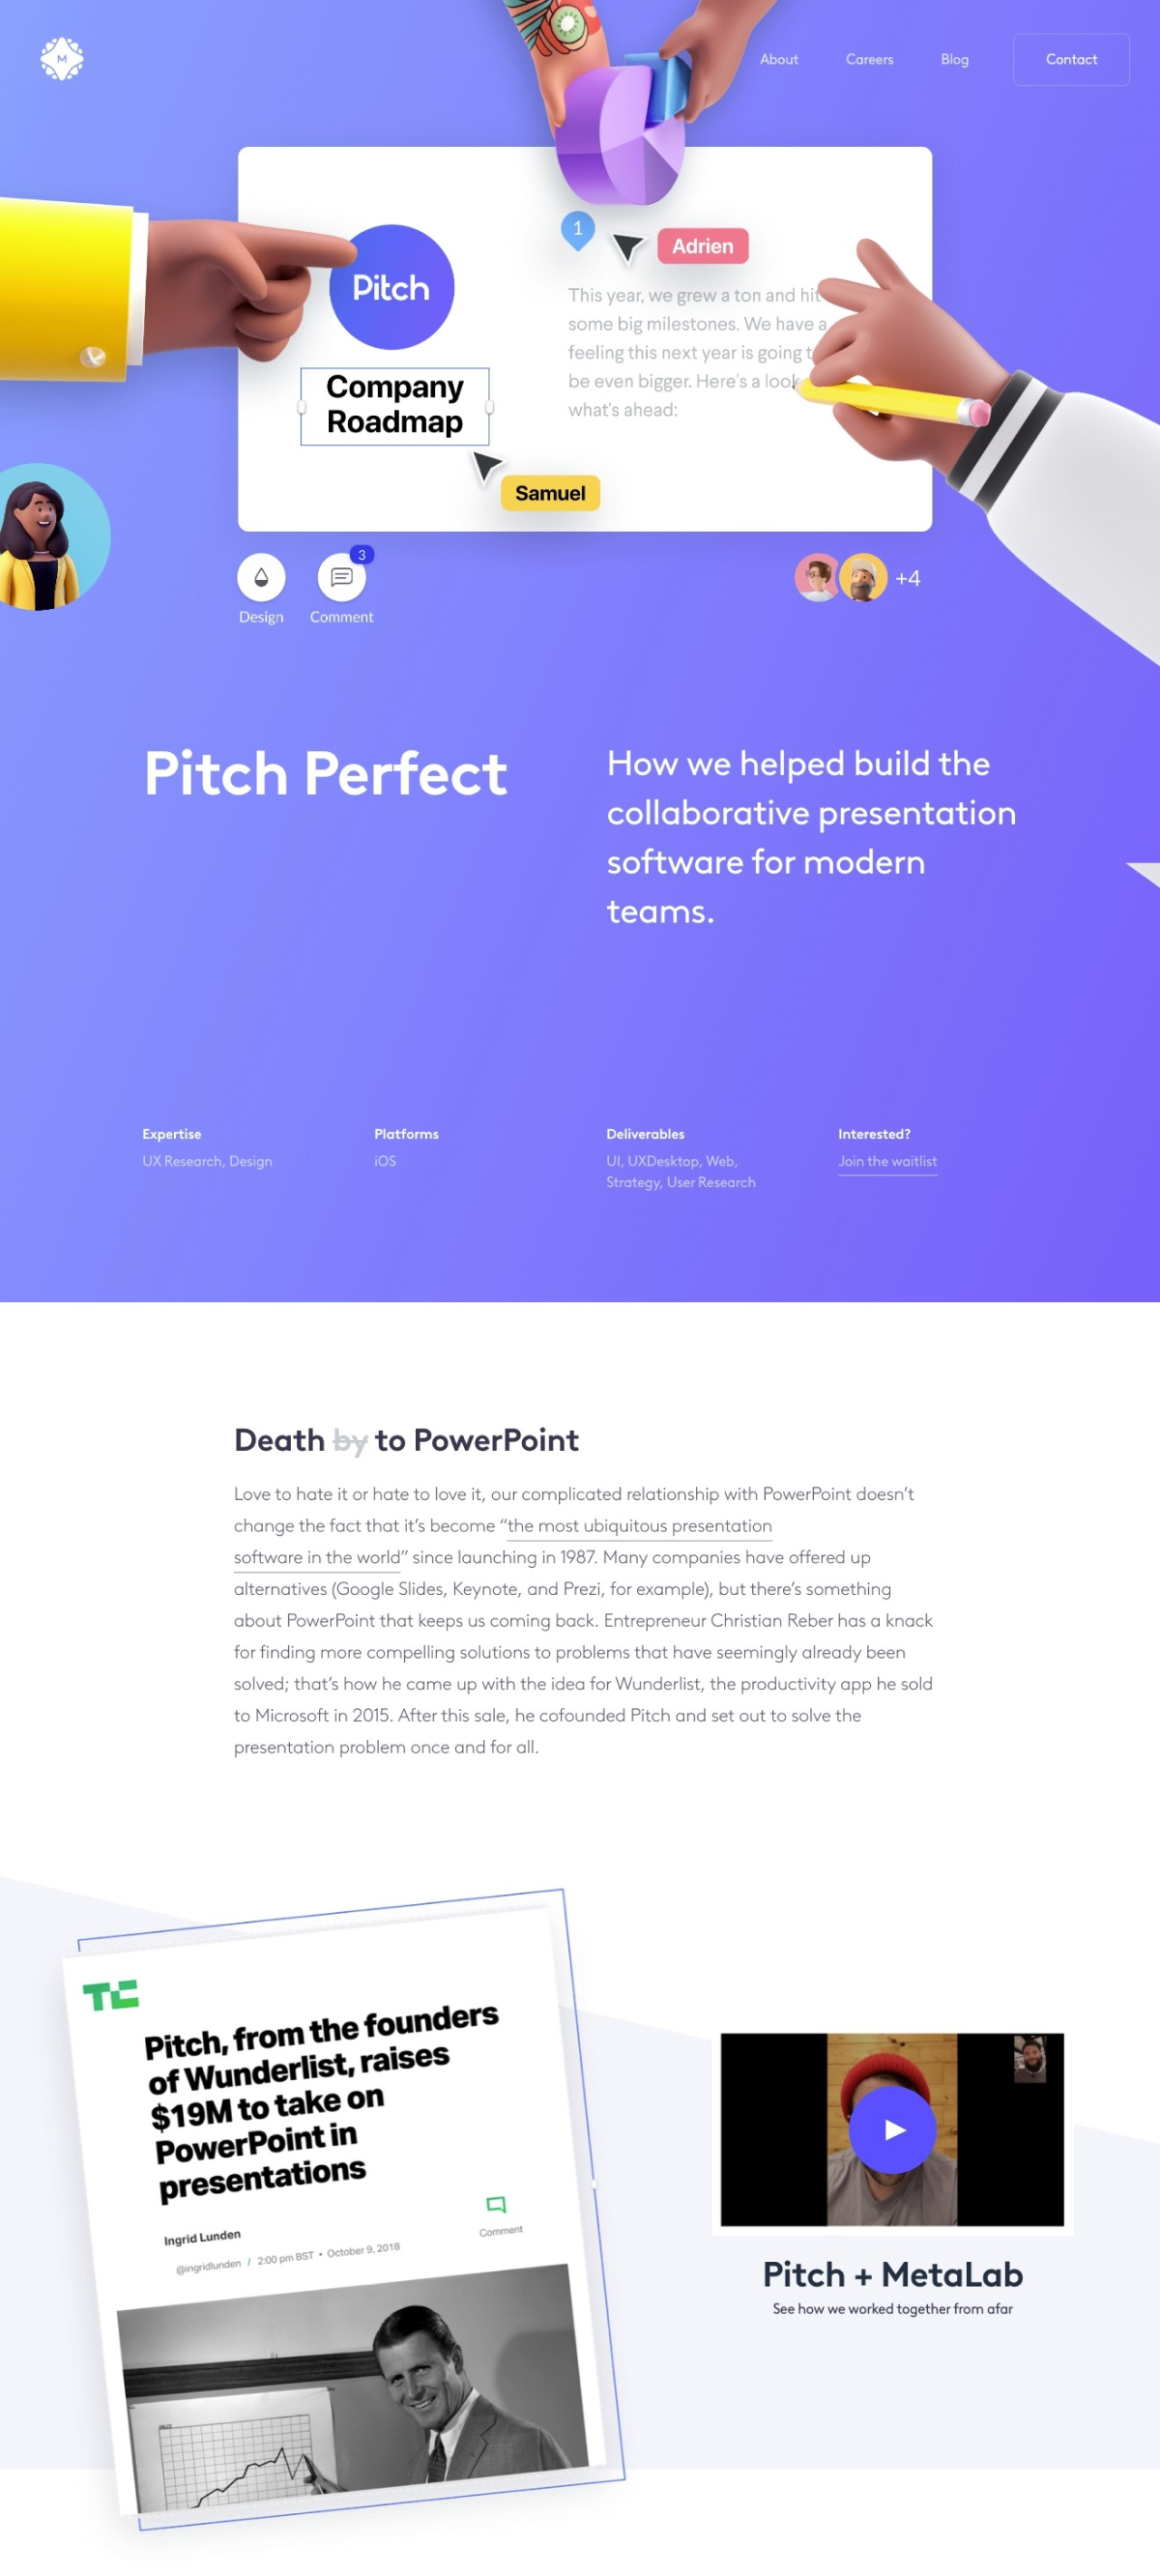 M
About
Careers
Blog
Contact
1
Adrien
Pitch
This year, we grew a ton and hit
some big milestones. We have a
feeling this next year is going
be even bigger. Here's a look
what's ahead:
Company
Roadmap
Samuel
3
Design
Comment
+4
Pitch Perfect
How we helped build the
collaborative presentation
software for modern
teams.
Expertise
UX Research, Design
Platforms
iOS
Deliverables
UI, UXDesktop, Web,
Strategy, User Research
Interested?
Join the waitlist
Death by to PowerPoint
Love to hate it or hate to love it, our complicated relationship with PowerPoint doesn’t
change the fact that it’s become “the most ubiquitous presentation
software in the world” since launching in 1987. Many companies have offered up
alternatives (Google Slides, Keynote, and Prezi, for example), but there’s something
about PowerPoint that keeps us coming back. Entrepreneur Christian Reber has a knack
for finding more compelling solutions to problems that have seemingly already been
solved; that’s how he came up with the idea for Wunderlist, the productivity app he sold
to Microsoft in 2015. After this sale, he cofounded Pitch and set out to solve the
presentation problem once and for all.
TC
Pitch, from the founders
of Wunderlist, raises
$19M to take on
PowerPoint in
presentations
Ingrid Lunden
@ingridlunden / 2:00 pm BST • October 9, 2018
Comment
SALES
Pitch + MetaLab
See how we worked together from afar